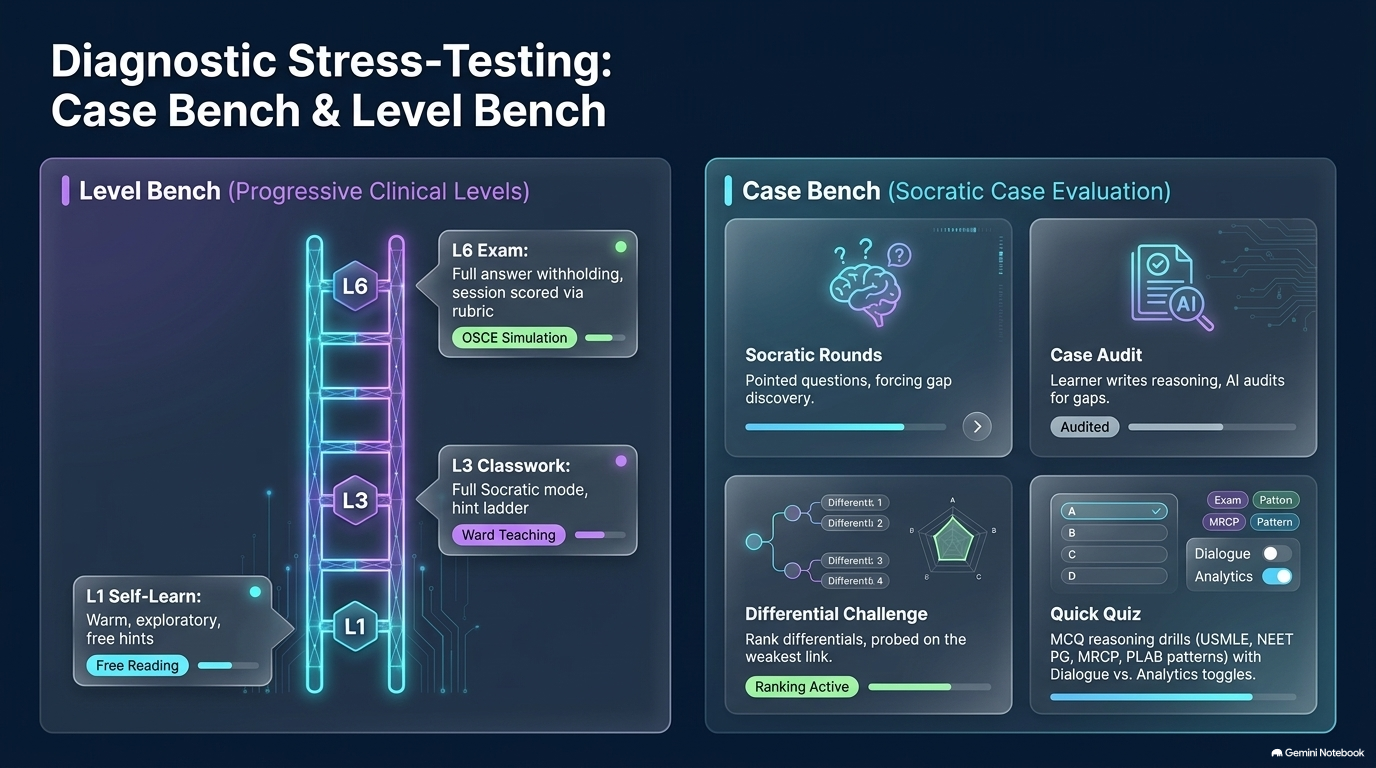 Diagnostic Stress-Testing:
Case Bench & Level Bench
Level Bench (Progressive Clinical Levels)
L6
L6 Exam:
Full answer withholding,
session scored via
rubric
OSCE Simulation
L3
L3 Classwork:
Full Socratic mode,
hint ladder
Ward Teaching
L1 Self-Learn:
Warm, exploratory,
free hints
Free Reading
L1
Case Bench (Socratic Case Evaluation)
? ? ?
Socratic Rounds
Pointed questions, forcing gap
discovery.
AI
Case Audit
Learner writes reasoning, AI audits
for gaps.
Audited
Differentic 1
Differentic 2
Differentic 3
Differentic 4
A
B
B
B
C
Differential Challenge
Rank differentials, probed on the
weakest link.
Ranking Active
A
B
C
D
Exam
Patton
MRCP
Pattern
Dialogue
Analytics
Quick Quiz
MCQ reasoning drills (USMLE, NEET
PG, MRCP, PLAB patterns) with
Dialogue vs. Analytics toggles.
Gemini Notebook